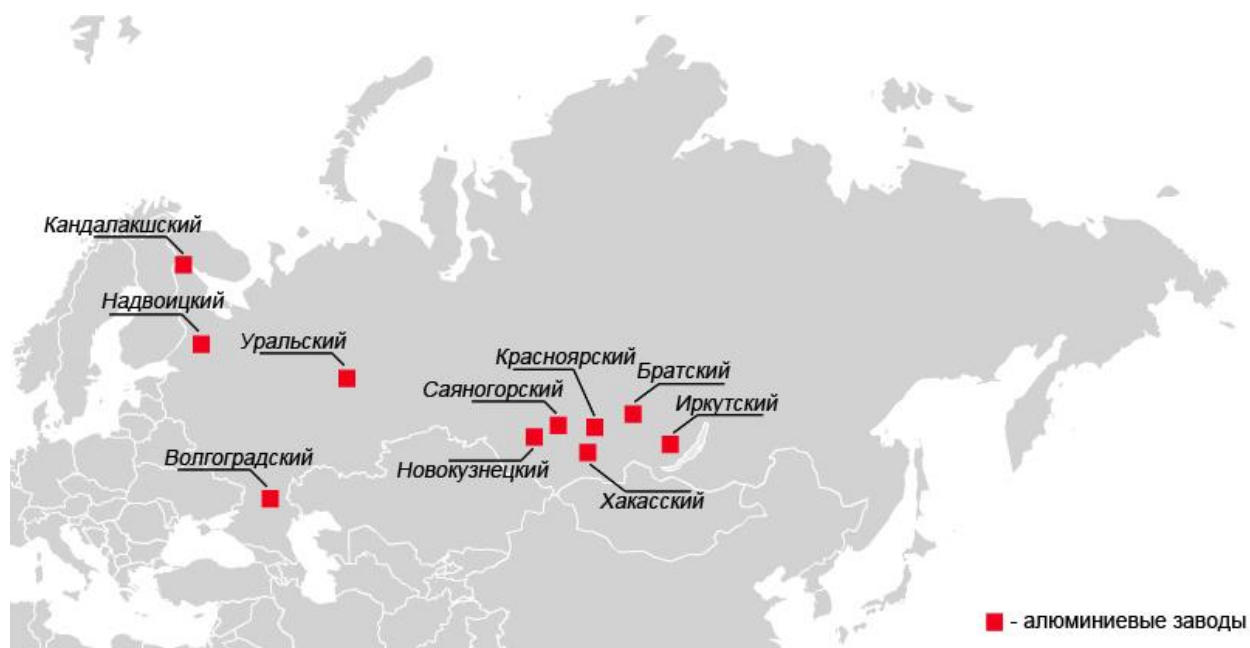 Кандалакшский
Надвоицкий
Уральский
Красноярский
Братский
Саяногорский
Иркутский
Волгоградский
Новокузнецкий
Хакасский
- алюминиевые заводы